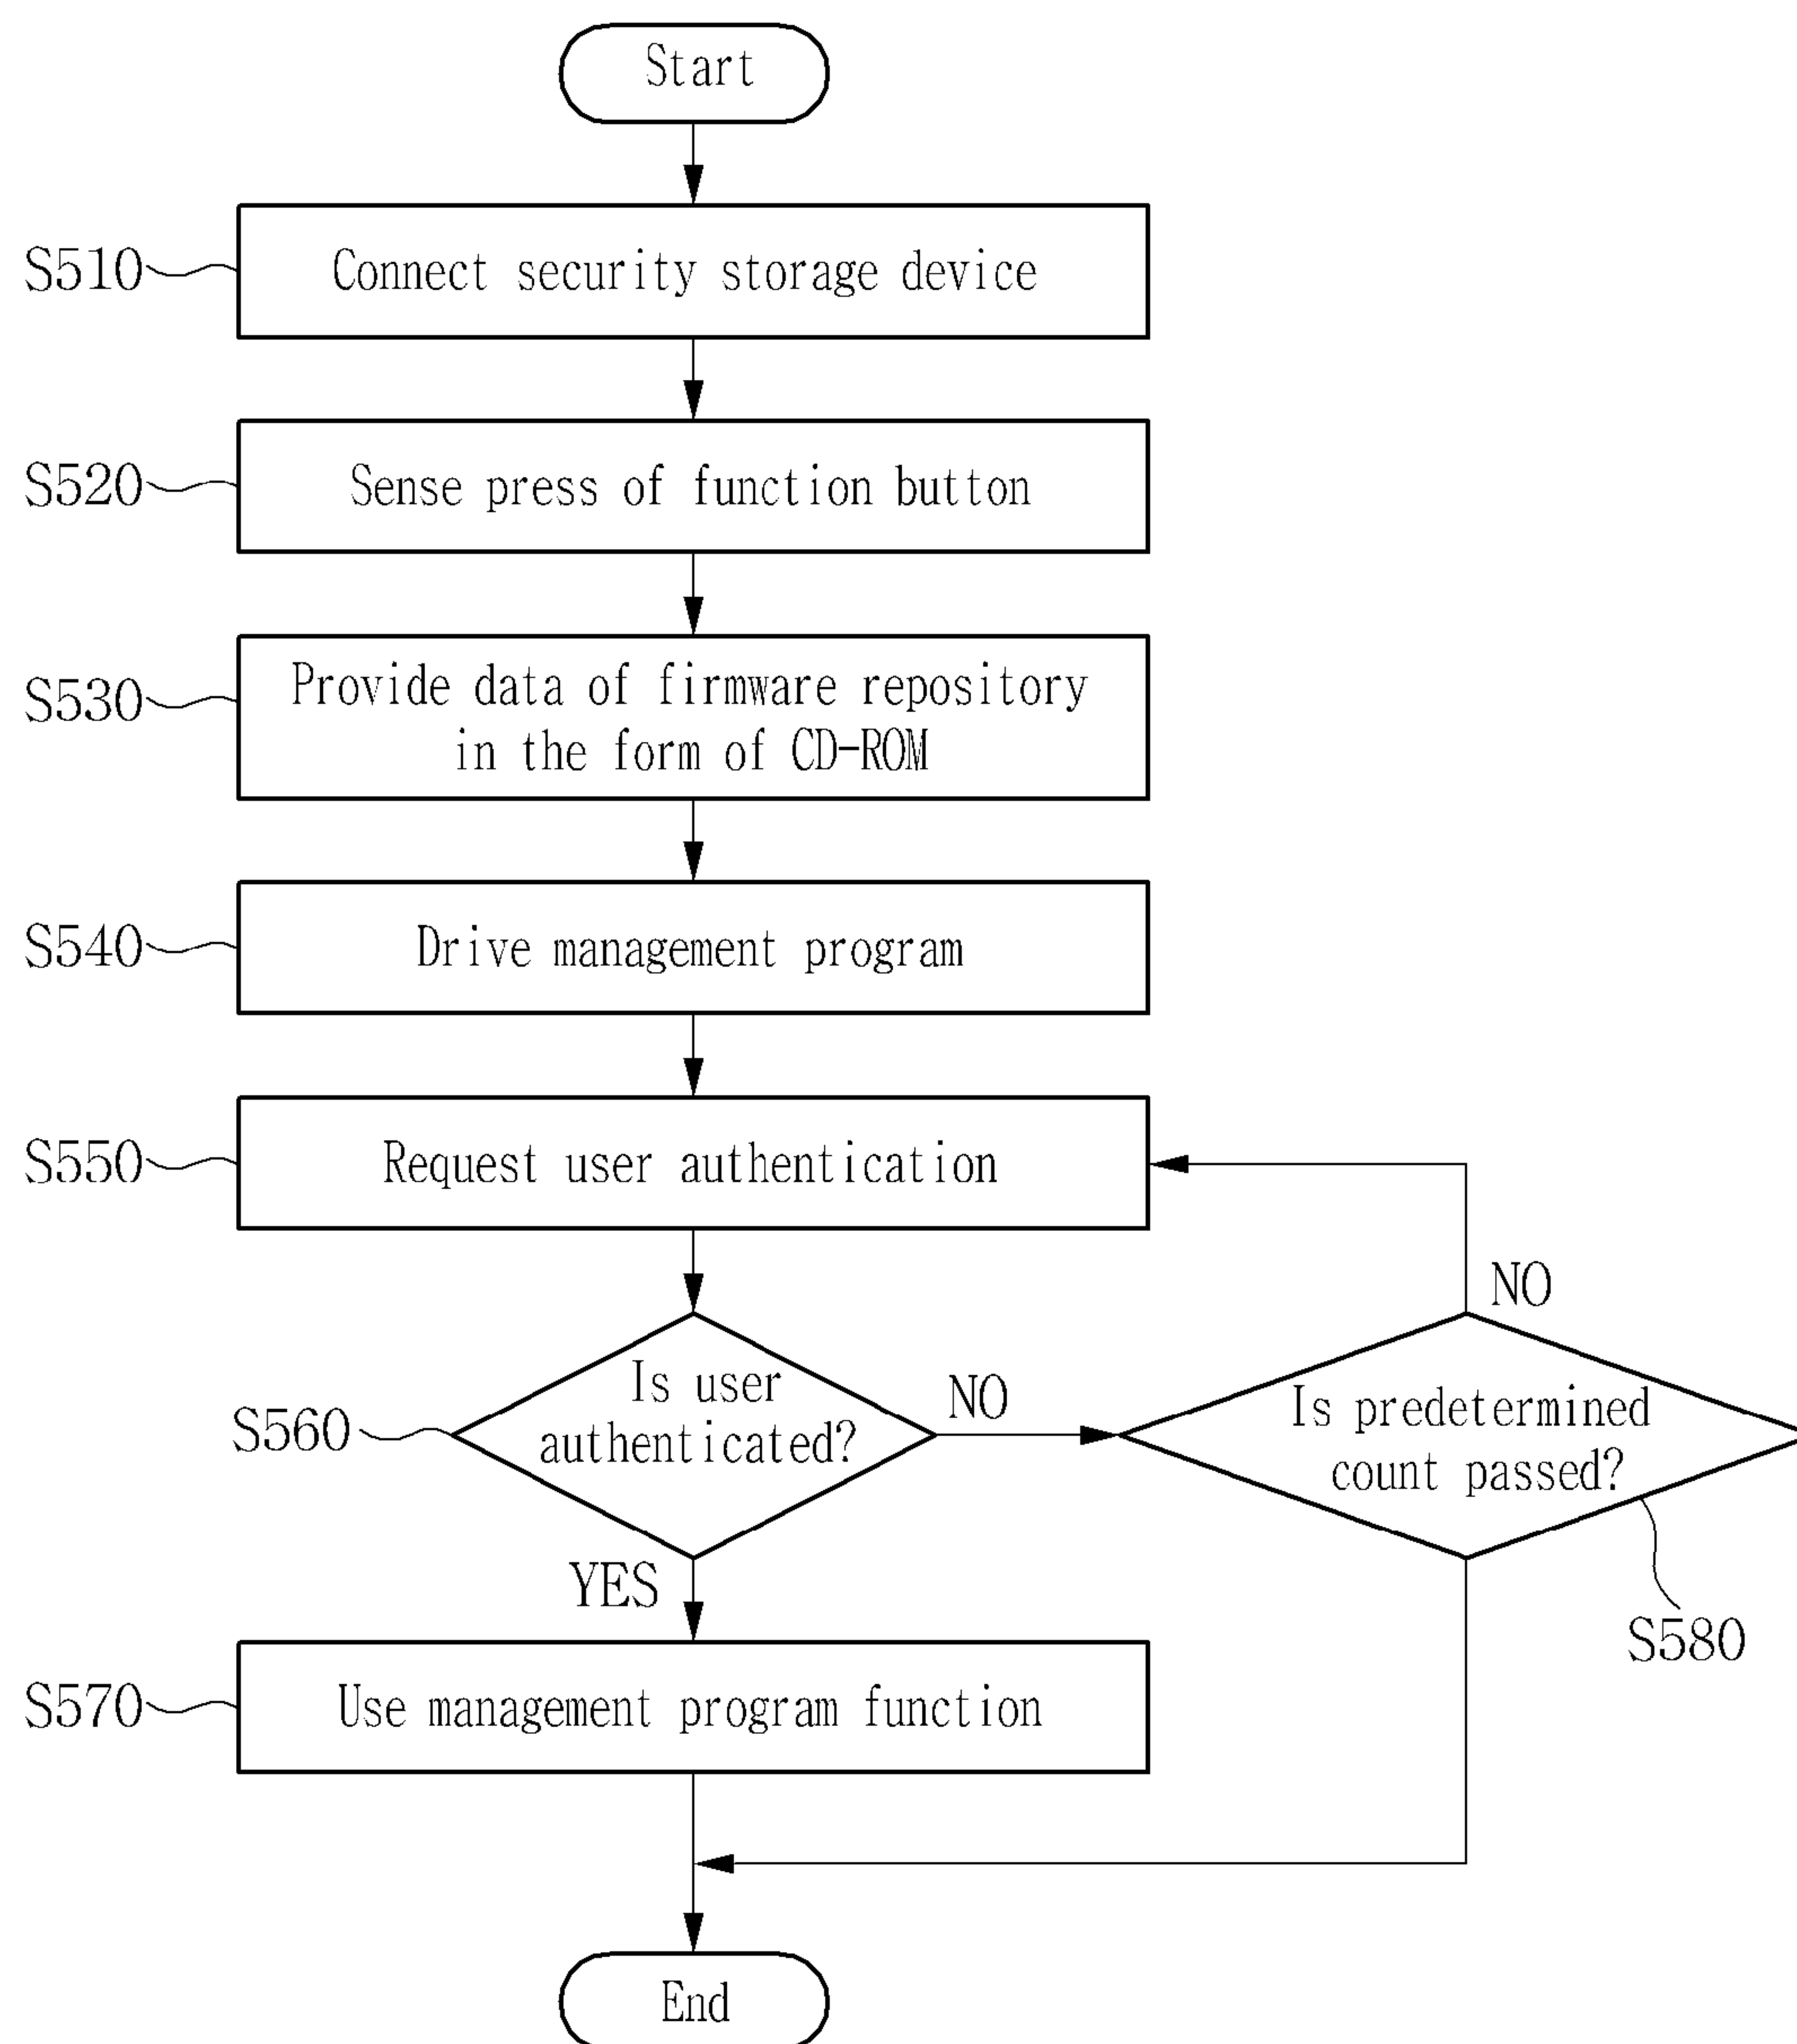 Start
S510
Connect security storage device
S520
Sense press of function button
S530
Provide data of firmware repository
in the form of CD-ROM
S540
Drive management program
S550
Request user authentication
NO
S560
Is user
authenticated?
NO
Is predetermined
count passed?
YES
S580
S570
Use management program function
End